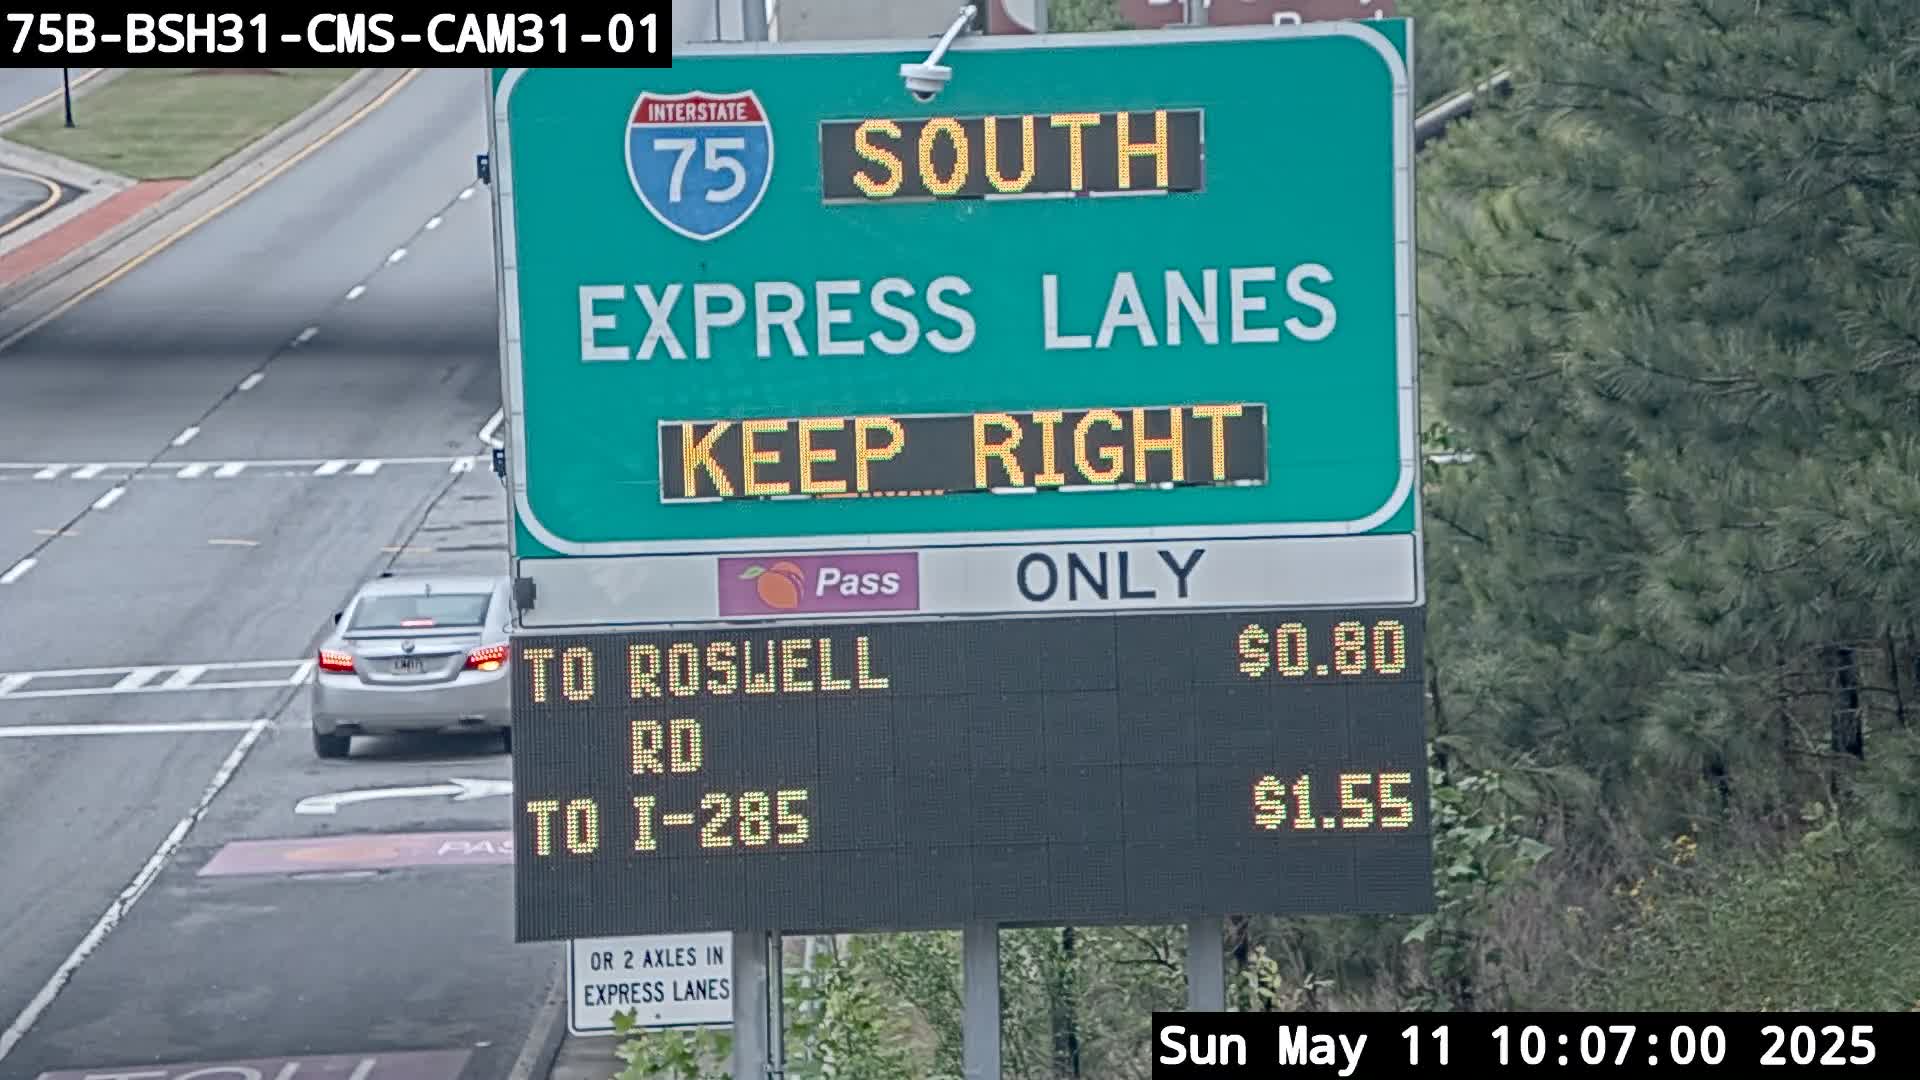 75B-BSH31-CMS-CAM31-01
INTERSTATE
75
SOUTH
EXPRESS LANES
KEEP RIGHT
Pass ONLY
TO ROSWELL $0.80
RD
TO I-285 $1.55
OR 2 AXLES IN
EXPRESS LANES
Sun May 11 10:07:00 2025